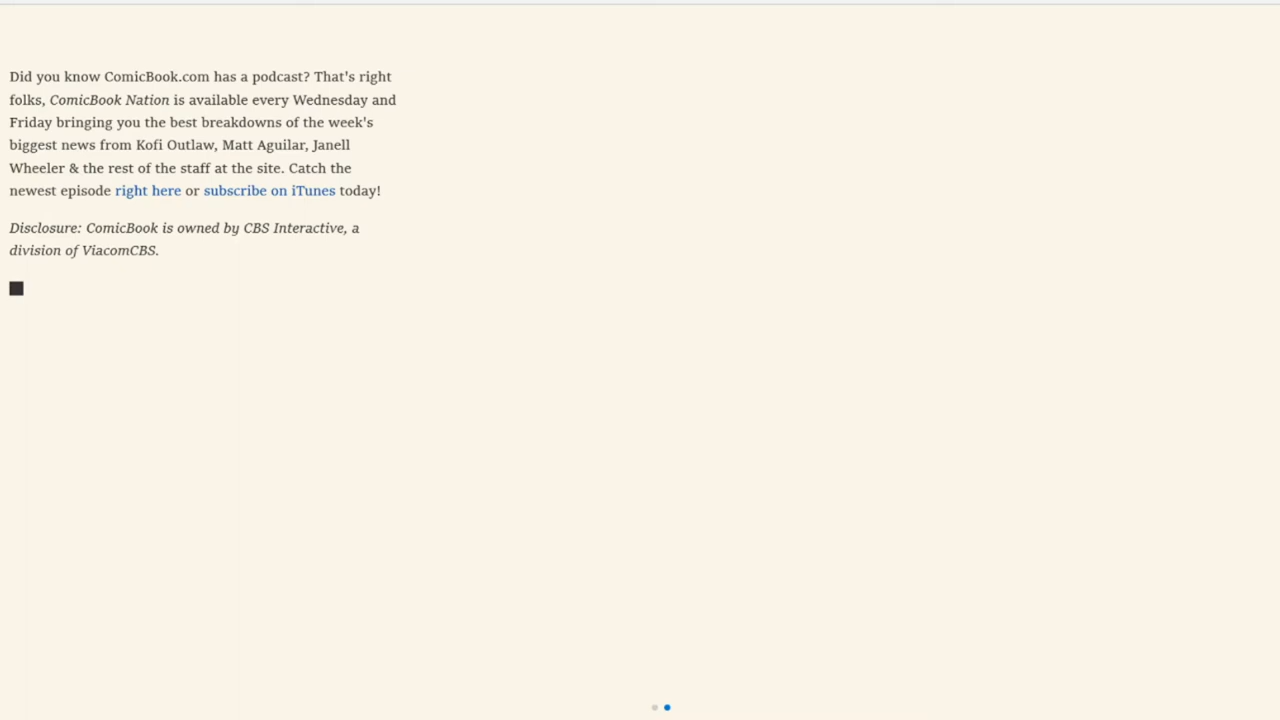 Did you know ComicBook.com has a podcast? That's right
folks, ComicBook Nation is available every Wednesday and
Friday bringing you the best breakdowns of the week's
biggest news from Kofi Outlaw, Matt Aguilar, Janell
Wheeler & the rest of the staff at the site. Catch the
newest episode right here or subscribe on iTunes today!
Disclosure: ComicBook is owned by CBS Interactive, a
division of ViacomCBS.